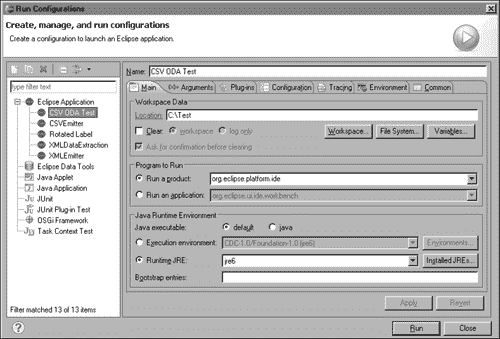 Run Configurations
Create, manage, and run configurations
Create a configuration to launch an Eclipse application.
type filter text
Eclipse Application
CSV ODA Test
CSVEmitter
Rotated Label
XMLDataExtraction
XMLEmitter
Eclipse Data Tools
Java Applet
Java Application
JUnit
JUnit Plug-in Test
OSGi Framework
Task Context Test
Filter matched 13 of 13 items
Name: CSV ODA Test
Main Arguments Plug-ins Configuration Tracing Environment Common
Workspace Data
Location: C:\Test
Clear: workspace log only Workspace... File System... Variables...
Ask for confirmation before clearing
Program to Run
Run a product: org.eclipse.platform.ide
Run an application: org.eclipse.ui.ide.workbench
Java Runtime Environment
Java executable: default java
Execution environment: CDC-1.0/Foundation-1.0 (jre6) Environments...
Runtime JRE: jre6 Installed JREs...
Bootstrap entries:
Apply Revert
Run Close